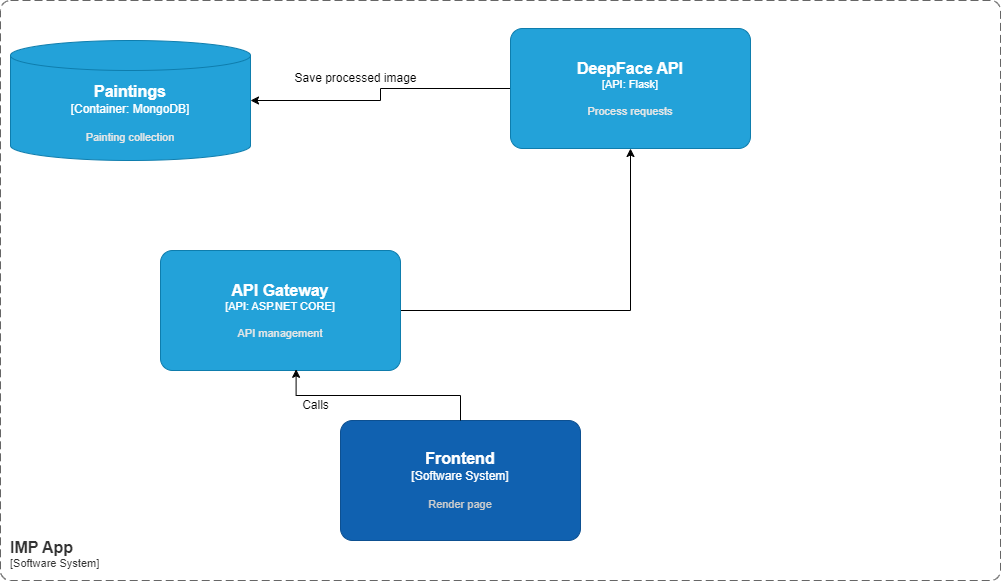 Paintings
[Container: MongoDB]
Painting collection
Save processed image
DeepFace API
[API: Flask]
Process requests
API Gateway
[API: ASP.NET CORE]
API management
Calls
Frontend
[Software System]
Render page
IMP App
[Software System]